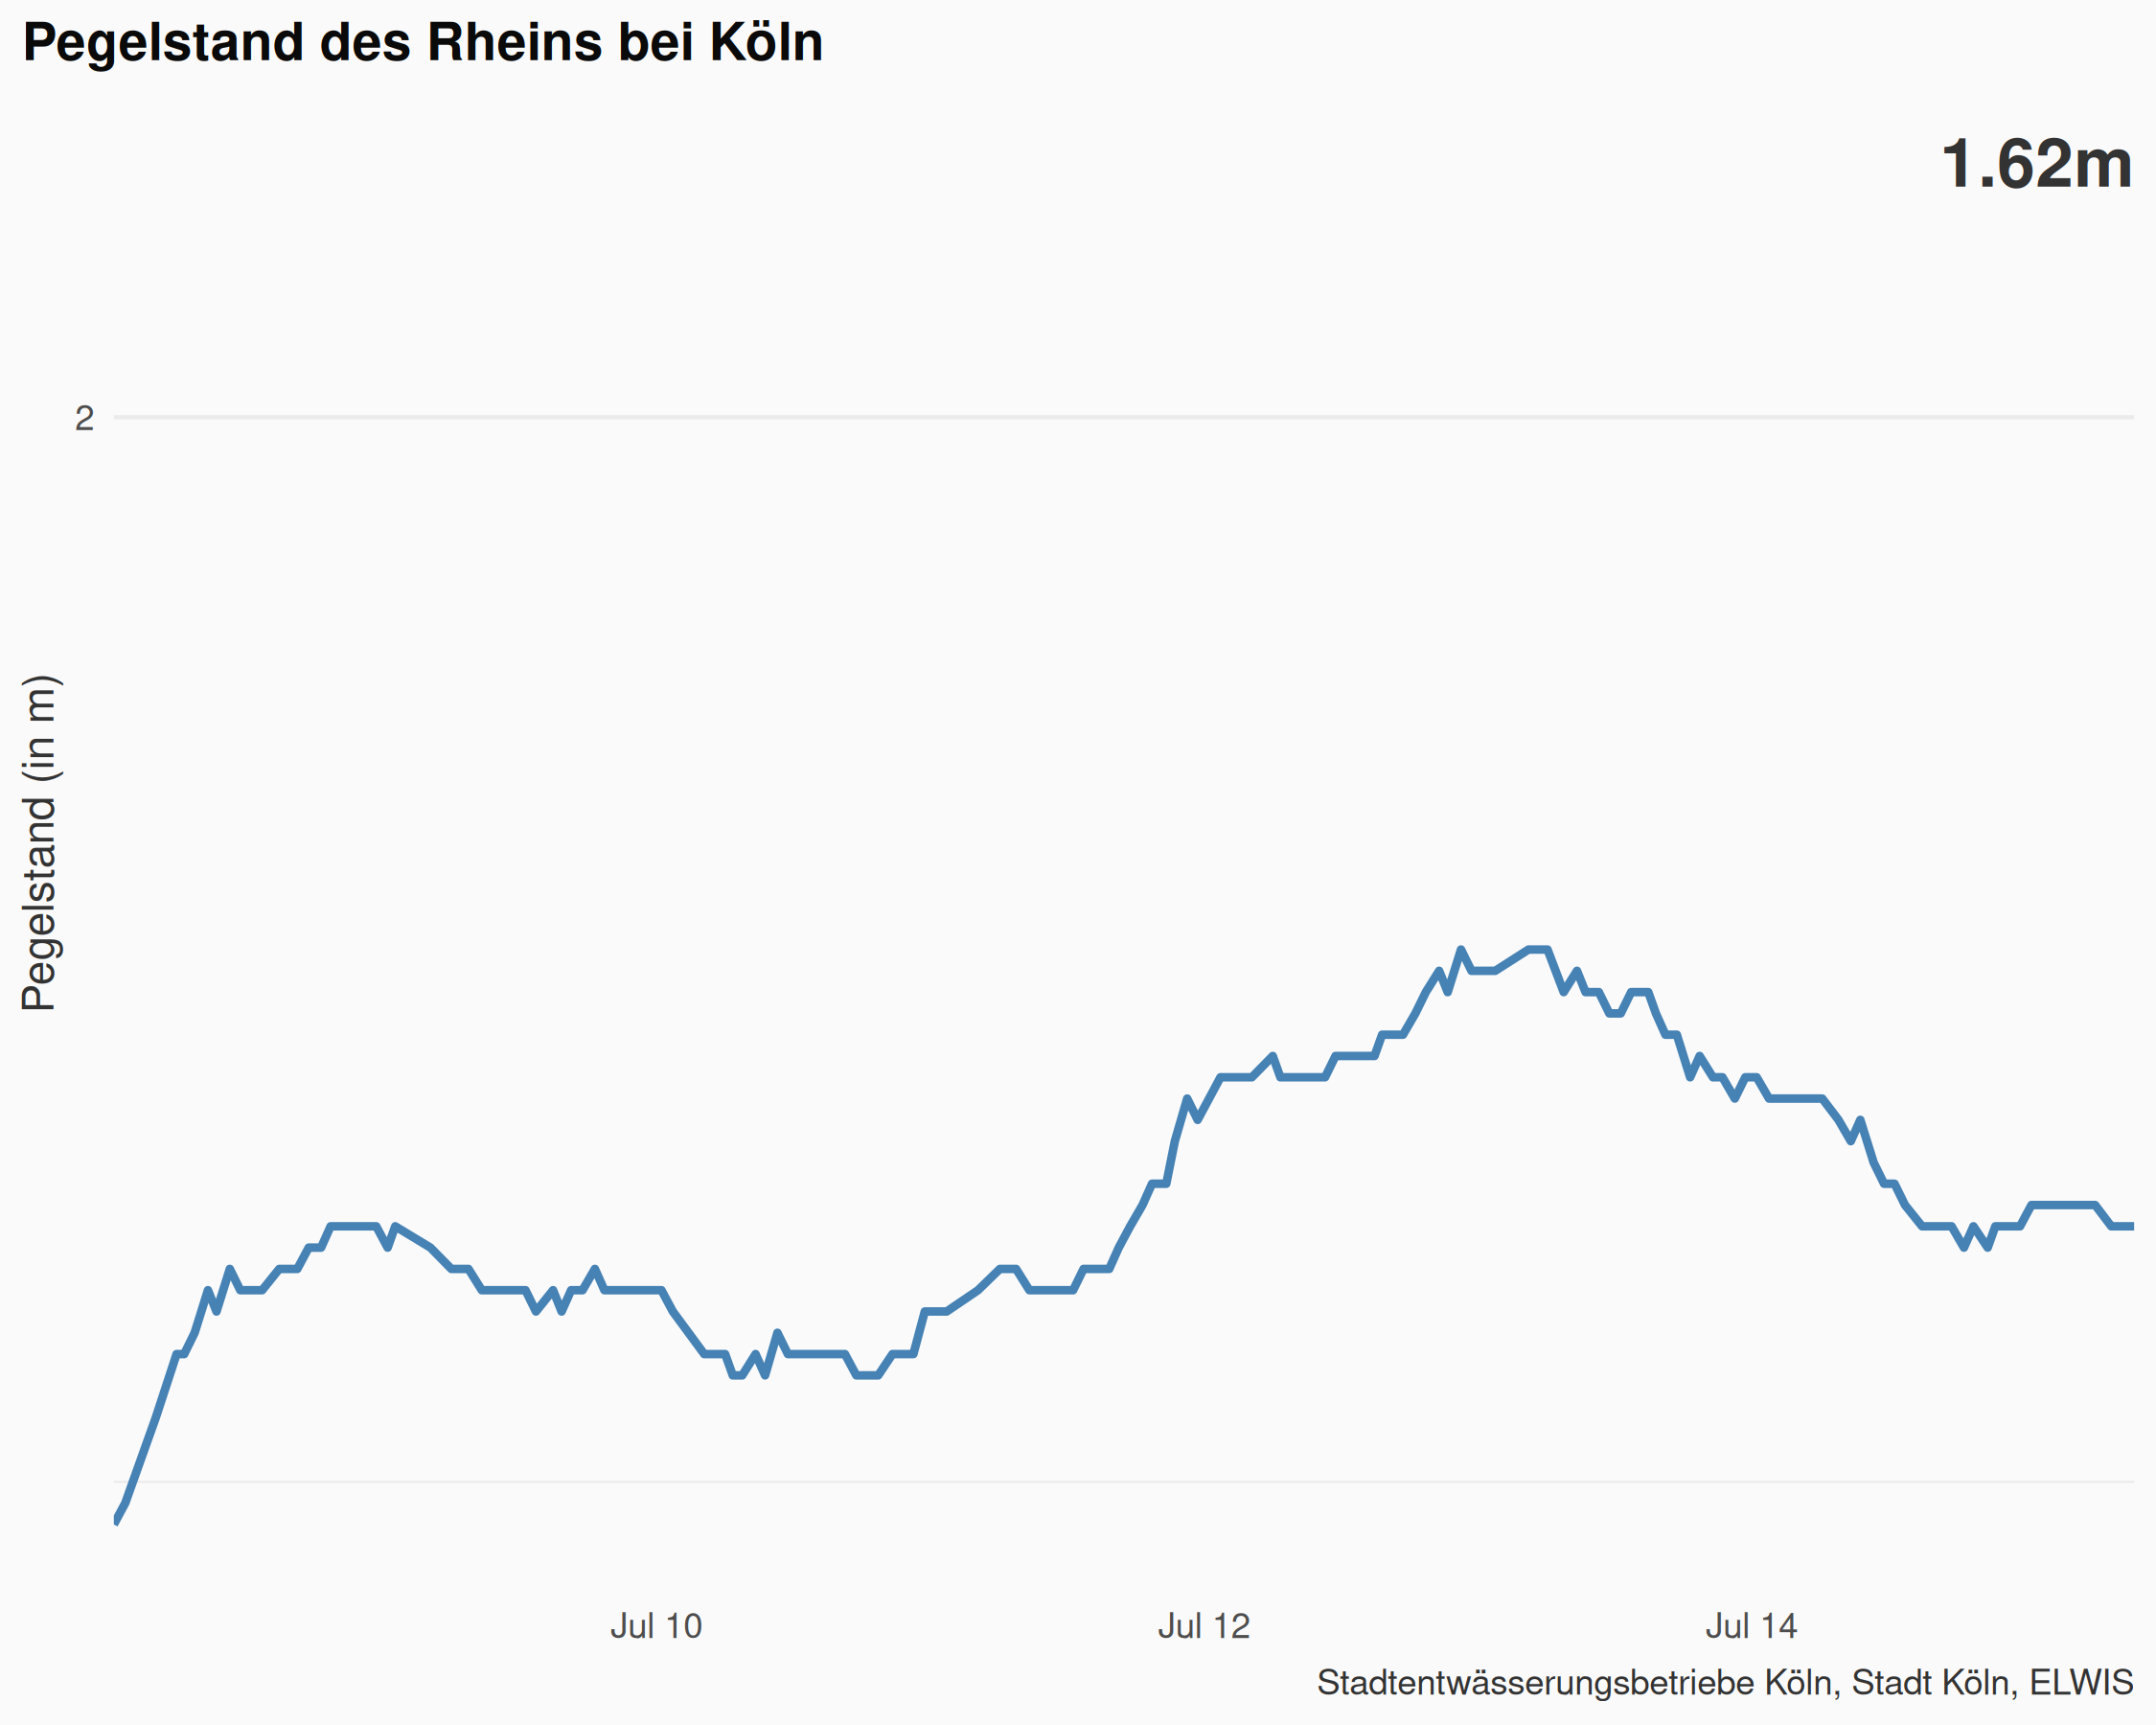 Pegelstand des Rheins bei Köln
1.62m
2
Pegelstand (in m)
Jul 10
Jul 12
Jul 14
Stadtentwässerungsbetriebe Köln, Stadt Köln, ELWIS